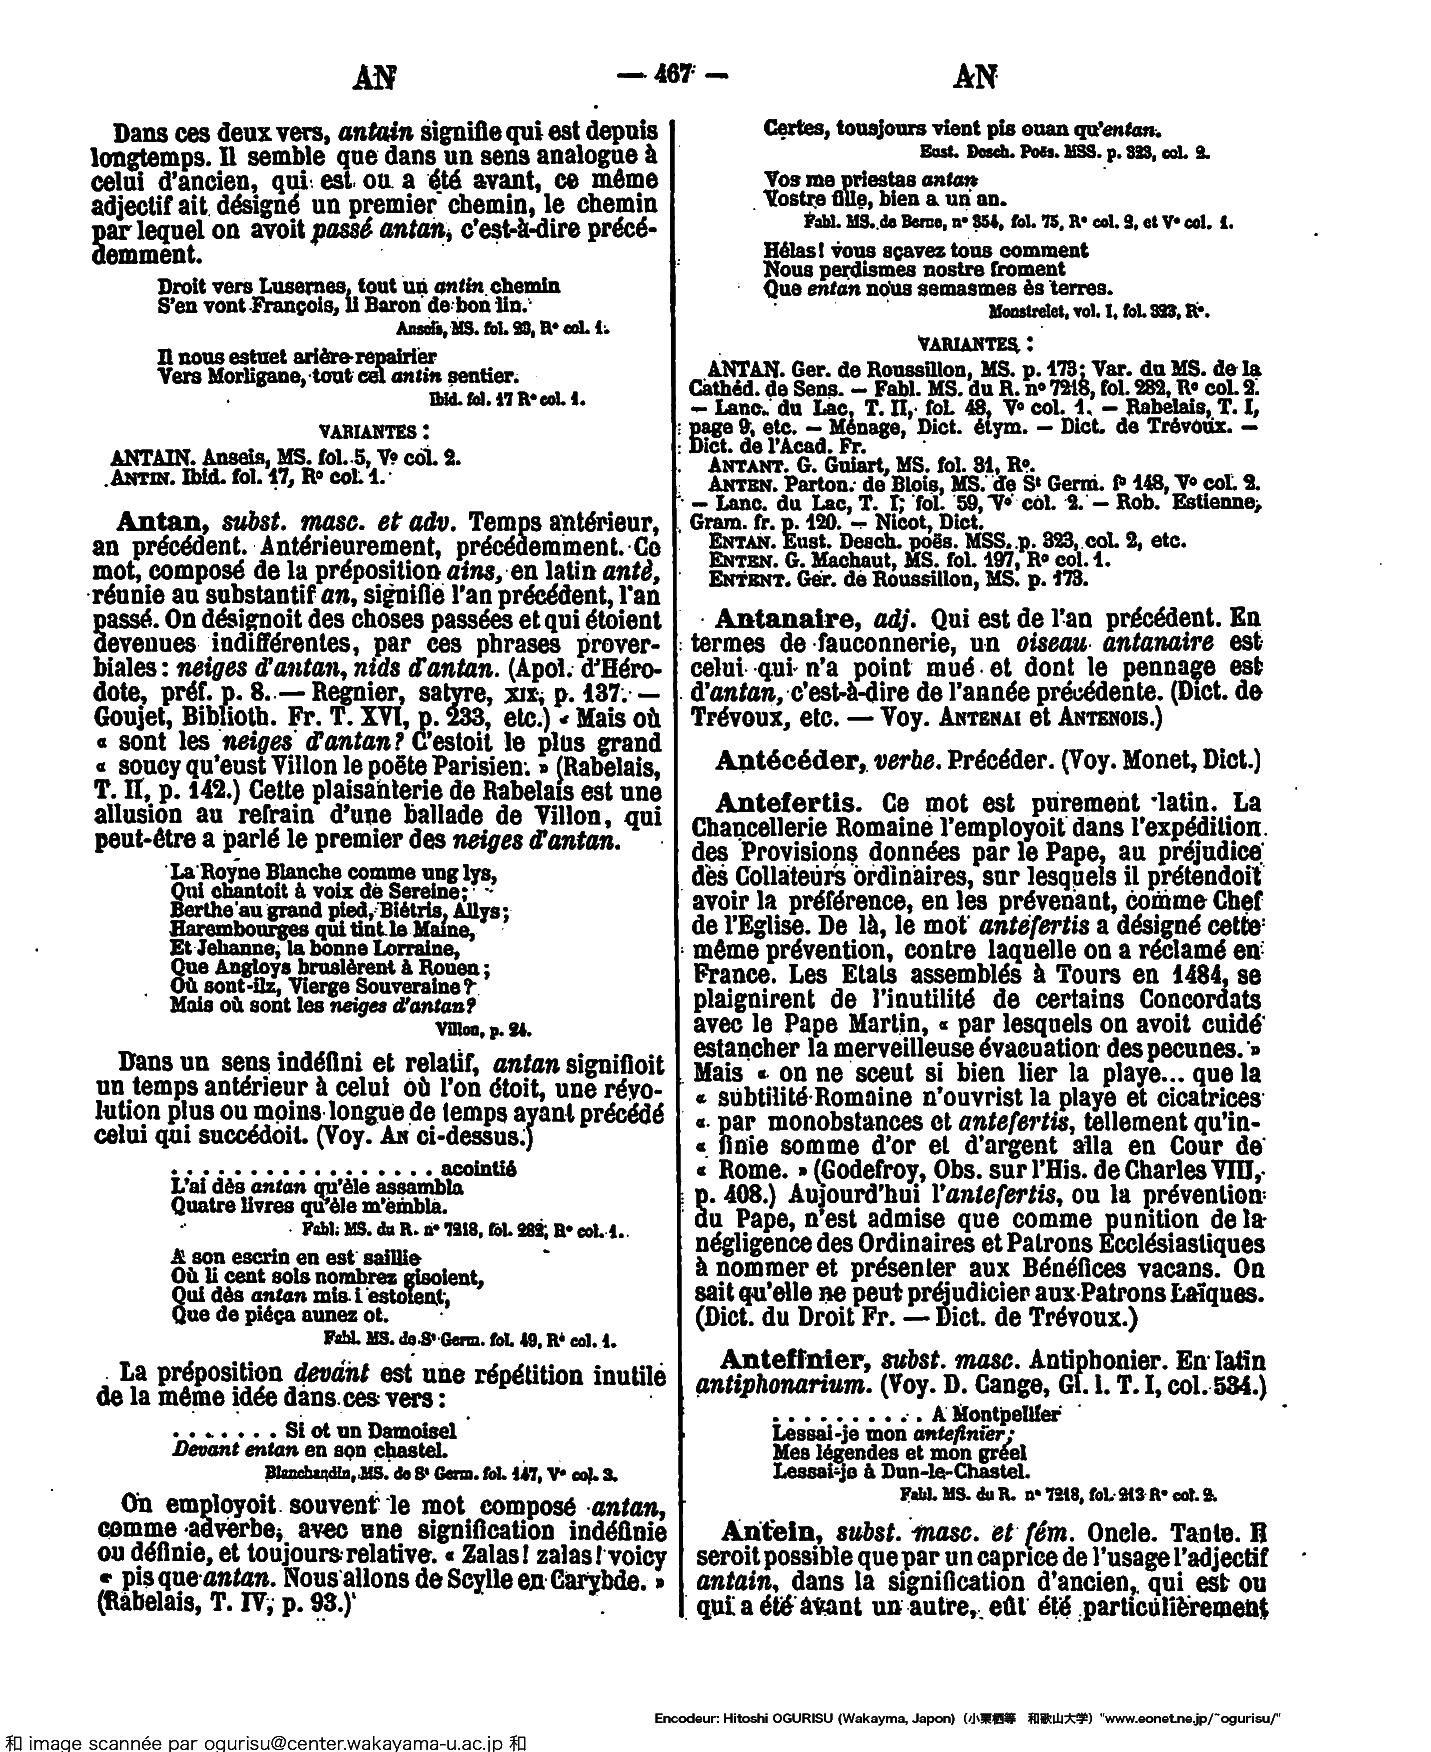 AN
— 467 —
AN
Dans ces deux vers, antain signifie qui est depuis
longtemps. Il semble que dans un sens analogue à
celui d'ancien, qui est ou a été avant, ce même
adjectif ait désigné un premier chemin, le chemin
par lequel on avoit passé antan, c'est-à-dire précé-
demment.
Droit vers Lusernes, tout un antin chemin
S'en vont François, li Baron de bon lin.
Anseis, MS. fol. 23, R° col. 1.
Il nous estuet arière repairier
Vers Morligane, tout cel antin sentier.
Ibid. fol. 17 R° col. 1.
VARIANTES :
ANTAIN. Anseis, MS. fol. 5, V° col. 2.
ANTIN. Ibid. fol. 17, R° col. 1.
Antan, subst. masc. et adv. Temps antérieur,
an précédent. Antérieurement, précédemment. Co
mot, composé de la préposition ains, en latin antè,
réunie au substantif an, signifie l'an précédent, l'an
passé. On désignoit des choses passées et qui étoient
devenues indifférentes, par ces phrases prover-
biales : neiges d'antan, nids d'antan. (Apol. d'Héro-
dote, préf. p. 8. — Regnier, satyre, XIX, p. 137. —
Goujet, Biblioth. Fr. T. XVI, p. 233, etc.) « Mais où
« sont les neiges d'antan? C'estoit le plus grand
« soucy qu'eust Villon le poëte Parisien. » (Rabelais,
T. II, p. 142.) Cette plaisanterie de Rabelais est une
allusion au refrain d'une ballade de Villon, qui
peut-être a parlé le premier des neiges d'antan.
La Royne Blanche comme ung lys,
Qui chantoit à voix de Sereine;
Berthe au grand pied, Biétris, Allys;
Harembourges qui tint le Maine,
Et Jehanne, la bonne Lorraine,
Que Angloys bruslèrent à Rouen;
Où sont-ilz, Vierge Souveraine?
Mais où sont les neiges d'antan?
Villon, p. 24.
Dans un sens indéfini et relatif, antan signifioit
un temps antérieur à celui où l'on étoit, une révo-
lution plus ou moins longue de temps ayant précédé
celui qui succédoit. (Voy. AN ci-dessus.)
. . . . . . . . . . . . . . . . . acointié
L'ai dès antan qu'èle assambla
Quatre livres qu'èle m'embla.
Fabl. MS. du R. n° 7218, fol. 282, R° col. 1.
A son escrin en est saillie
Où li cent sols nombrez gisoient,
Qui dès antan mis i estoient,
Que de piéça aunez ot.
Fabl. MS. de St Germ. fol. 49, R° col. 1.
La préposition devant est une répétition inutile
de la même idée dans ces vers :
. . . . . . . Si ot un Damoisel
Devant entan en son chastel.
Blanchandin, MS. de St Germ. fol. 147, V° col. 3.
On employoit souvent le mot composé antan,
comme adverbe, avec une signification indéfinie
ou définie, et toujours relative. « Zalas! zalas! voicy
« pis que antan. Nous allons de Scylle en Carybde. »
(Rabelais, T. IV, p. 93.)
Certes, tousjours vient pis ouan qu'entan.
Eust. Desch. Poës. MSS. p. 323, col. 2.
Vos me priestas antan
Vostre fille, bien a un an.
Fabl. MS. de Berne, n° 354, fol. 75, R° col. 2, et V° col. 1.
Hélas! vous sçavez tous comment
Nous perdismes nostre froment
Que entan nous semasmes ès terres.
Monstrelet, vol. I, fol. 323, R°.
VARIANTES :
ANTAN. Ger. de Roussillon, MS. p. 173; Var. du MS. de la
Cathéd. de Sens. — Fabl. MS. du R. n° 7218, fol. 282, R° col. 2.
— Lanc. du Lac, T. II, fol. 48, V° col. 1. — Rabelais, T. I,
page 9, etc. — Ménage, Dict. étym. — Dict. de Trévoux. —
Dict. de l'Acad. Fr.
ANTANT. G. Guiart, MS. fol. 31, R°.
ANTEN. Parton. de Blois, MS. de St Germ. f° 148, V° col. 2.
— Lanc. du Lac, T. I, fol. 59, V° col. 2. — Rob. Estienne,
Gram. fr. p. 120. — Nicot, Dict.
ENTAN. Eust. Desch. poës. MSS. p. 323, col. 2, etc.
ENTEN. G. Machaut, MS. fol. 197, R° col. 1.
ENTENT. Ger. de Roussillon, MS. p. 173.
Antanaire, adj. Qui est de l'an précédent. En
termes de fauconnerie, un oiseau antanaire est
celui qui n'a point mué et dont le pennage est
d'antan, c'est-à-dire de l'année précédente. (Dict. de
Trévoux, etc. — Voy. ANTENAI et ANTENOIS.)
Antécéder, verbe. Précéder. (Voy. Monet, Dict.)
Antefertis. Ce mot est purement latin. La
Chancellerie Romaine l'employoit dans l'expédition
des Provisions données par le Pape, au préjudice
des Collateurs ordinaires, sur lesquels il prétendoit
avoir la préférence, en les prévenant, comme Chef
de l'Eglise. De là, le mot antefertis a désigné cette
même prévention, contre laquelle on a réclamé en
France. Les Etats assemblés à Tours en 1484, se
plaignirent de l'inutilité de certains Concordats
avec le Pape Martin, « par lesquels on avoit cuidé
estancher la merveilleuse évacuation des pecunes. »
Mais « on ne sceut si bien lier la playe... que la
« subtilité Romaine n'ouvrist la playe et cicatrices
« par monobstances et antefertis, tellement qu'in-
« finie somme d'or et d'argent alla en Cour de
« Rome. » (Godefroy, Obs. sur l'His. de Charles VIII,
p. 408.) Aujourd'hui l'antefertis, ou la prévention
du Pape, n'est admise que comme punition de la
négligence des Ordinaires et Patrons Ecclésiastiques
à nommer et présenter aux Bénéfices vacans. On
sait qu'elle ne peut préjudicier aux Patrons Laïques.
(Dict. du Droit Fr. — Dict. de Trévoux.)
Antefinier, subst. masc. Antiphonier. En latin
antiphonarium. (Voy. D. Cange, Gl. l. T. I, col. 534.)
. . . . . . . . . . A Montpellier
Lessai-je mon antefinier;
Mes légendes et mon gréel
Lessai-je à Dun-le-Chastel.
Fabl. MS. du R. n° 7218, fol. 213 R° col. 2.
Antein, subst. masc. et fém. Oncle. Tante. Il
seroit possible que par un caprice de l'usage l'adjectif
antain, dans la signification d'ancien, qui est ou
qui a été avant un autre, eût été particulièrement
Encodeur: Hitoshi OGURISU (Wakayma, Japon)（小栗栖等　和歌山大学）"www.eonet.ne.jp/~ogurisu/"
和 image scannée par ogurisu@center.wakayama-u.ac.jp 和